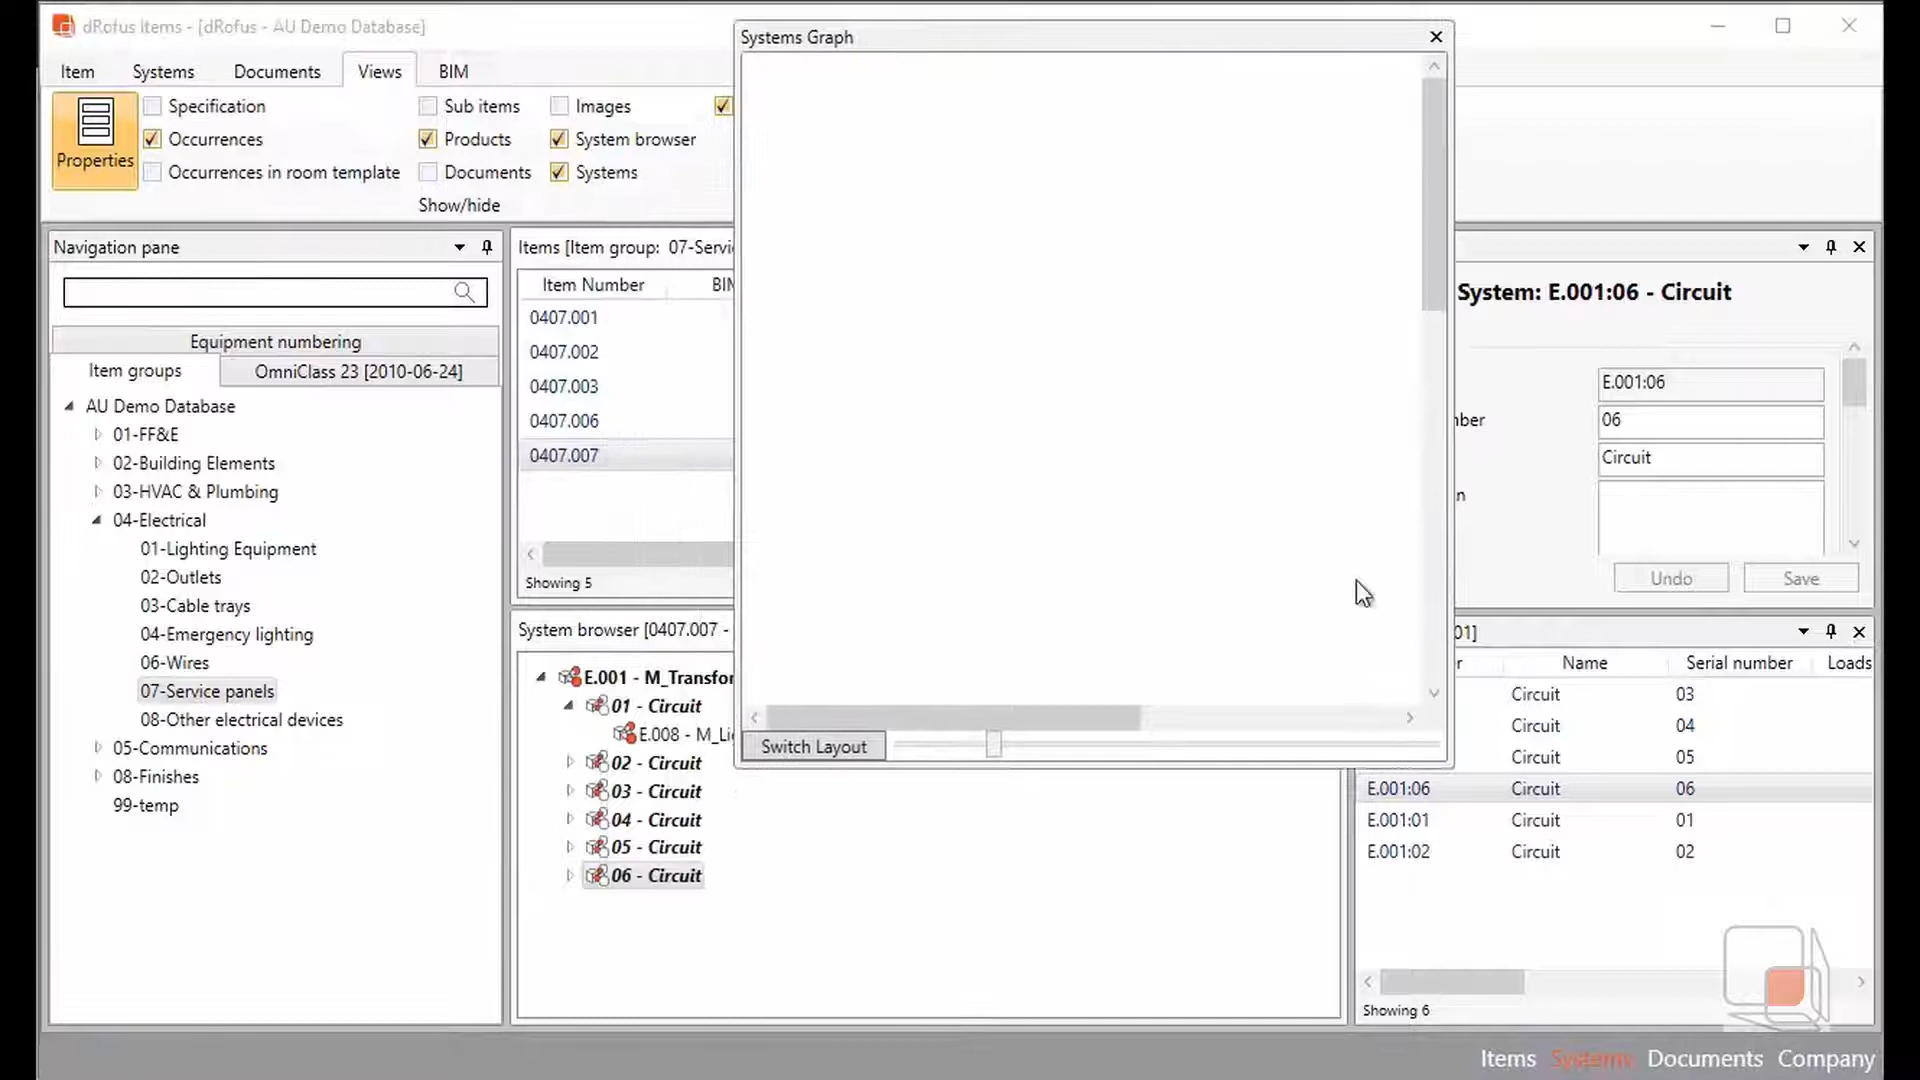 dRofus Items - [dRofus - AU Demo Database]
Systems Graph
Item
Systems
Documents
Views
BIM
Properties
Specification
Occurrences
Occurrences in room template
Sub items
Products
Documents
Images
System browser
Systems
Show/hide
Navigation pane
Equipment numbering
Item groups
OmniClass 23 [2010-06-24]
AU Demo Database
01-FF&E
02-Building Elements
03-HVAC & Plumbing
04-Electrical
01-Lighting Equipment
02-Outlets
03-Cable trays
04-Emergency lighting
06-Wires
07-Service panels
08-Other electrical devices
05-Communications
08-Finishes
99-temp
Items [Item group: 07-Servi
Item Number
0407.001
0407.002
0407.003
0407.006
0407.007
Showing 5
System browser [0407.007 -
E.001 - M_Transfor
01 - Circuit
E.008 - M_Li
02 - Circuit
03 - Circuit
04 - Circuit
05 - Circuit
06 - Circuit
Switch Layout
System: E.001:06 - Circuit
E.001:06
06
Circuit
Undo
Save
01]
Name Serial number Loads
Circuit 03
Circuit 04
Circuit 05
E.001:06 Circuit 06
E.001:01 Circuit 01
E.001:02 Circuit 02
Showing 6
Items Systems Documents Company